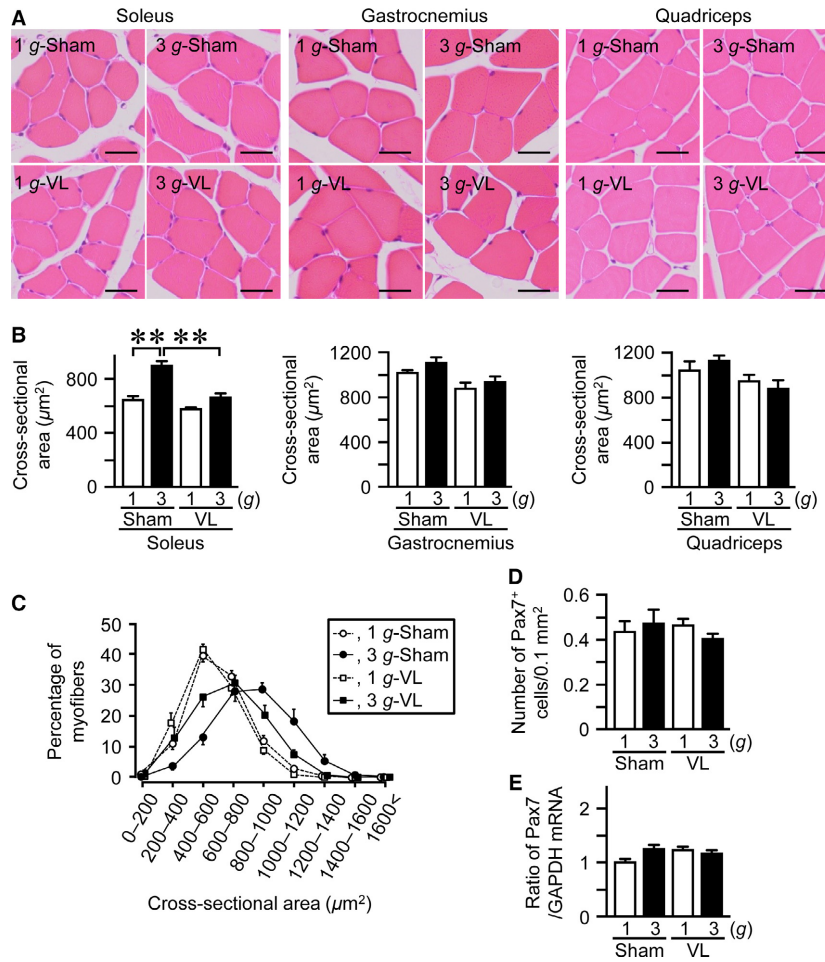 A
Soleus Gastrocnemius Quadriceps
1 g-Sham 3 g-Sham 1 g-Sham 3 g-Sham 1 g-Sham 3 g-Sham
1 g-VL 3 g-VL 1 g-VL 3 g-VL 1 g-VL 3 g-VL
B
Cross-sectional
area (µm²)
800
400
0
** **
1 3 1 3 (g)
Sham VL
Soleus
Cross-sectional
area (µm²)
1200
800
400
0
1 3 1 3 (g)
Sham VL
Gastrocnemius
Cross-sectional
area (µm²)
1200
800
400
0
1 3 1 3 (g)
Sham VL
Quadriceps
C
Percentage of
myofibers
50
40
30
20
10
0
, 1 g-Sham
, 3 g-Sham
, 1 g-VL
, 3 g-VL
0–200
200–400
400–600
600–800
800–1000
1000–1200
1200–1400
1400–1600
1600<
Cross-sectional area (µm²)
D
Number of Pax7⁺
cells/0.1 mm²
0.6
0.4
0.2
0
1 3 1 3 (g)
Sham VL
E
Ratio of Pax7
/GAPDH mRNA
2
1
0
1 3 1 3 (g)
Sham VL